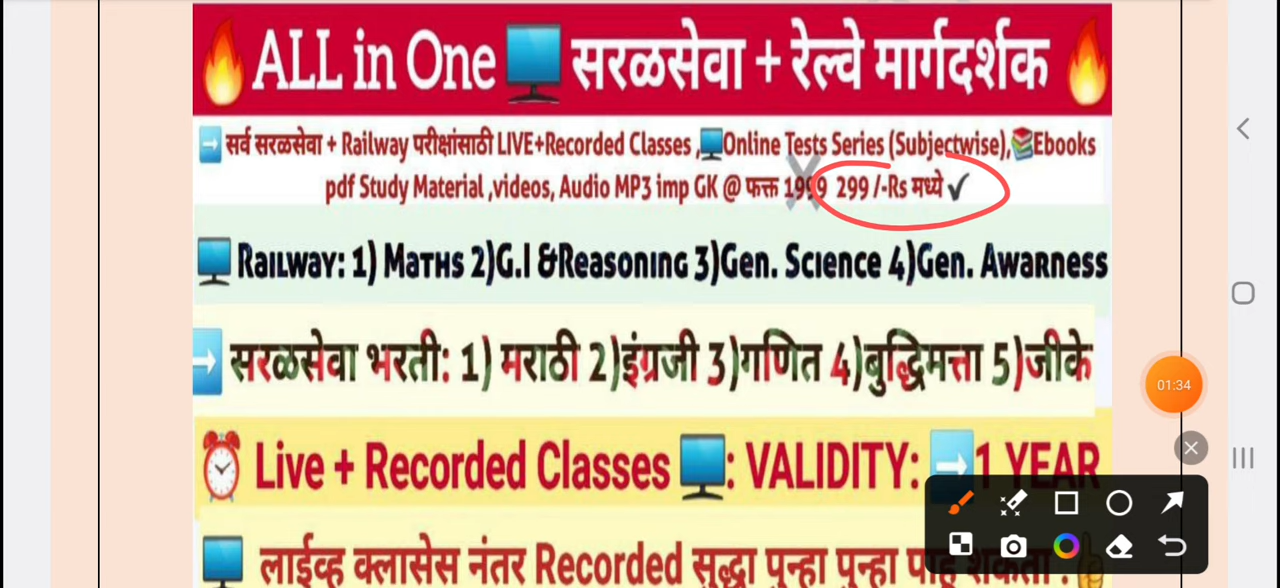 ALL in One सरळसेवा + रेल्वे मार्गदर्शक
सर्व सरळसेवा + Railway परीक्षांसाठी LIVE+Recorded Classes ,Online Tests Series (Subjectwise),Ebooks
pdf Study Material ,videos, Audio MP3 imp GK @ फक्त 1999 299 /-Rs मध्ये
Railway: 1) Maths 2)G.I &Reasoning 3)Gen. Science 4)Gen. Awarness
सरळसेवा भरती: 1) मराठी 2)इंग्रजी 3)गणित 4)बुद्धिमत्ता 5)जीके
01:34
Live + Recorded Classes : VALIDITY: 1 YEAR
लाईव्ह क्लासेस नंतर Recorded सुद्धा पुन्हा पुन्हा पाहू शकता !